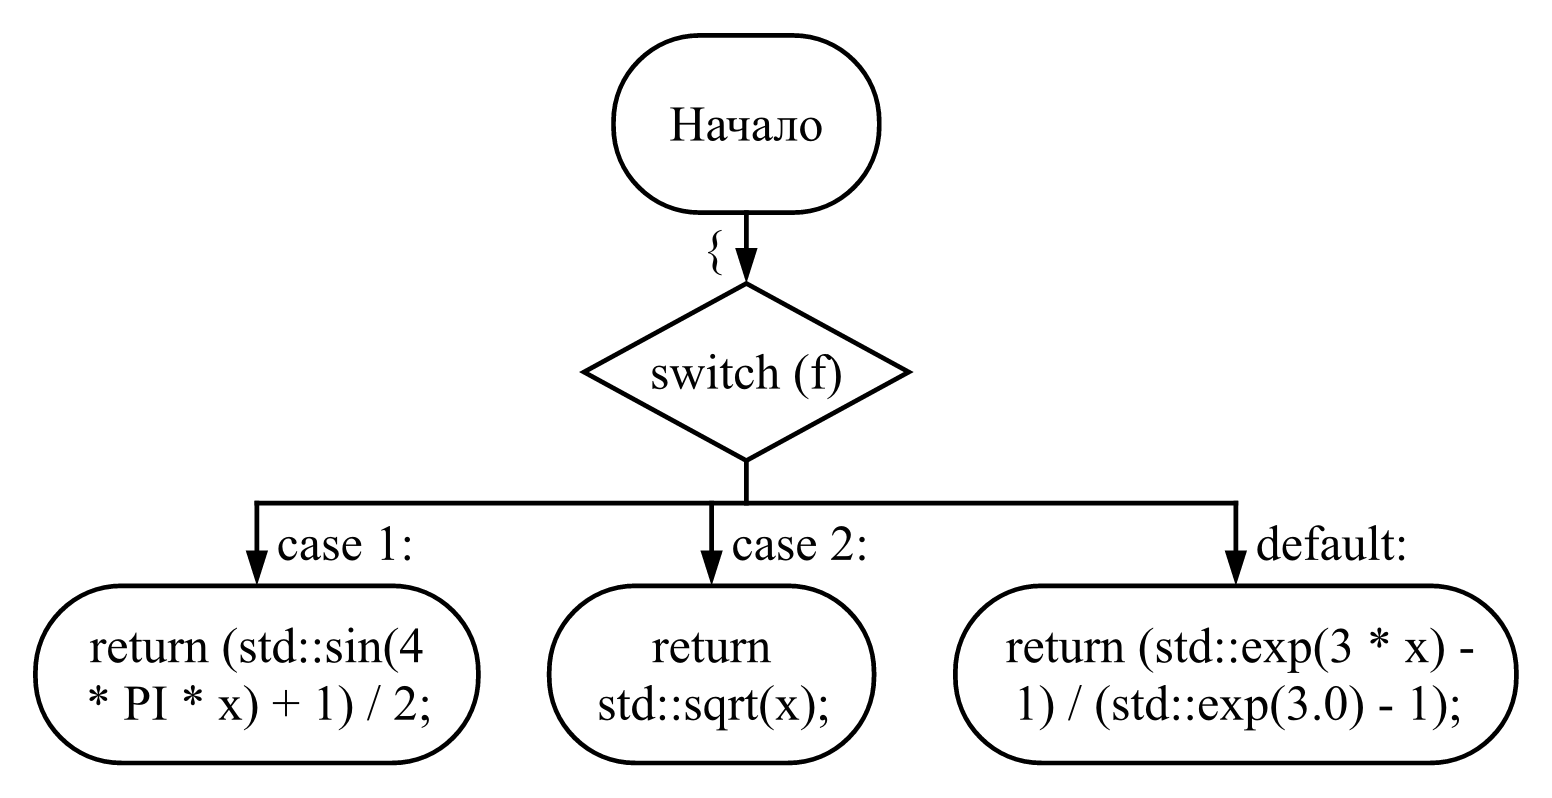 Начало
{
switch (f)
case 1:
case 2:
default:
return (std::sin(4
* PI * x) + 1) / 2;
return
std::sqrt(x);
return (std::exp(3 * x) -
1) / (std::exp(3.0) - 1);